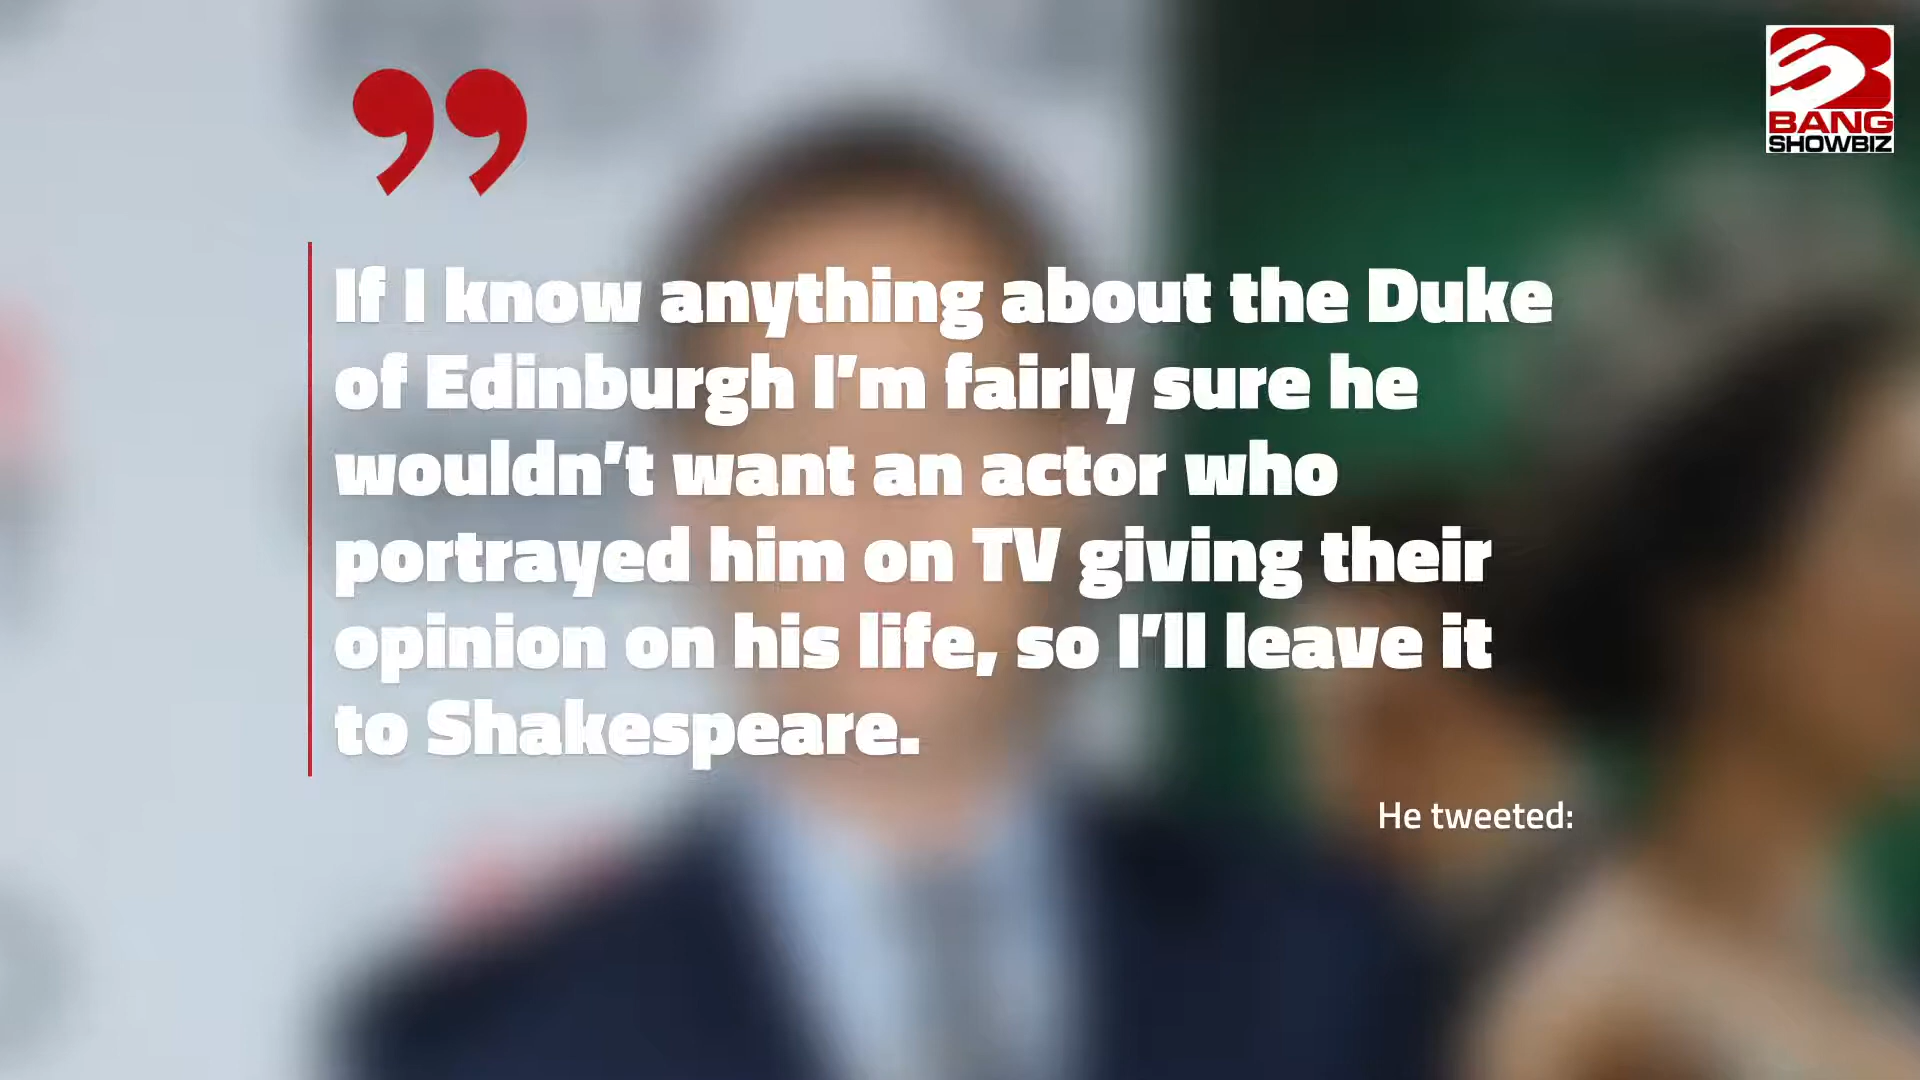 BANG
SHOWBIZ
”
If I know anything about the Duke
of Edinburgh I’m fairly sure he
wouldn’t want an actor who
portrayed him on TV giving their
opinion on his life, so I’ll leave it
to Shakespeare.
He tweeted: